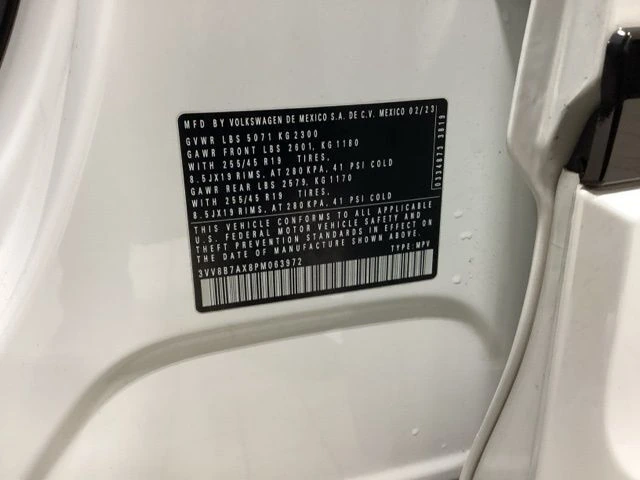 MFD BY VOLKSWAGEN DE MEXICO S.A. DE C.V. MEXICO 02/23
GVWR LBS 5071 KG 2300
GAWR FRONT LBS 2601, KG 1180
WITH 255/45 R19 TIRES,
8.5JX19 RIMS, AT 280 KPA, 41 PSI COLD
GAWR REAR LBS 2579, KG 1170
WITH 255/45 R19 TIRES,
8.5JX19 RIMS, AT 280 KPA, 41 PSI COLD
THIS VEHICLE CONFORMS TO ALL APPLICABLE
U.S. FEDERAL MOTOR VEHICLE SAFETY AND
THEFT PREVENTION STANDARDS IN EFFECT
ON THE DATE OF MANUFACTURE SHOWN ABOVE.
3VV8B7AX8PM063972 TYPE: MPV
0334873 3B19